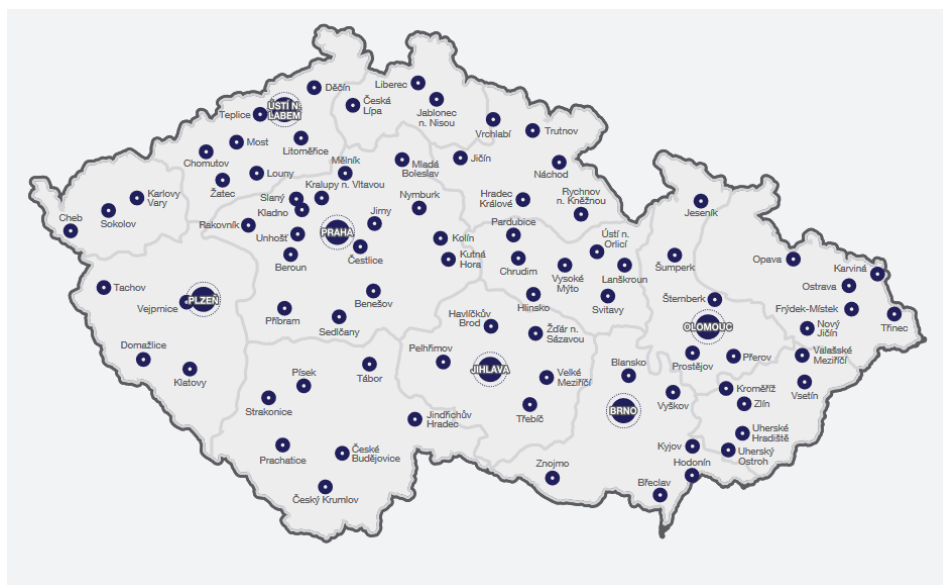 Děčín
Liberec
Česká
Lípa
Jablonec
n. Nisou
ÚSTÍ N.
LABEM
Teplice
Vrchlabí
Trutnov
Most
Litoměřice
Chomutov
Mělník
Mladá
Boleslav
Jičín
Náchod
Louny
Žatec
Kralupy n. Vltavou
Slaný
Kladno
Karlovy
Vary
Sokolov
Cheb
Rakovník
Unhošť
PRAHA
Jirny
Nymburk
Hradec
Králové
Rychnov
n. Kněžnou
Jeseník
Pardubice
Kolín
Kutná
Hora
Čestlice
Beroun
Chrudim
Ústí n.
Orlicí
Vysoké
Mýto
Lanškroun
Šumperk
Opava
Karviná
Ostrava
Tachov
Vejprnice
PLZEŇ
Benešov
Příbram
Sedlčany
Hlinsko
Svitavy
Šternberk
Frýdek-Místek
Třinec
Havlíčkův
Brod
Žďár n.
Sázavou
OLOMOUC
Nový
Jičín
Domažlice
Klatovy
Pelhřimov
JIHLAVA
Blansko
Prostějov
Přerov
Valašské
Meziříčí
Tábor
Písek
Velké
Meziříčí
Vsetín
Kroměříž
Zlín
Strakonice
Třebíč
BRNO
Vyškov
Jindřichův
Hradec
Uherské
Hradiště
Prachatice
České
Budějovice
Kyjov
Uherský
Ostroh
Znojmo
Hodonín
Břeclav
Český Krumlov